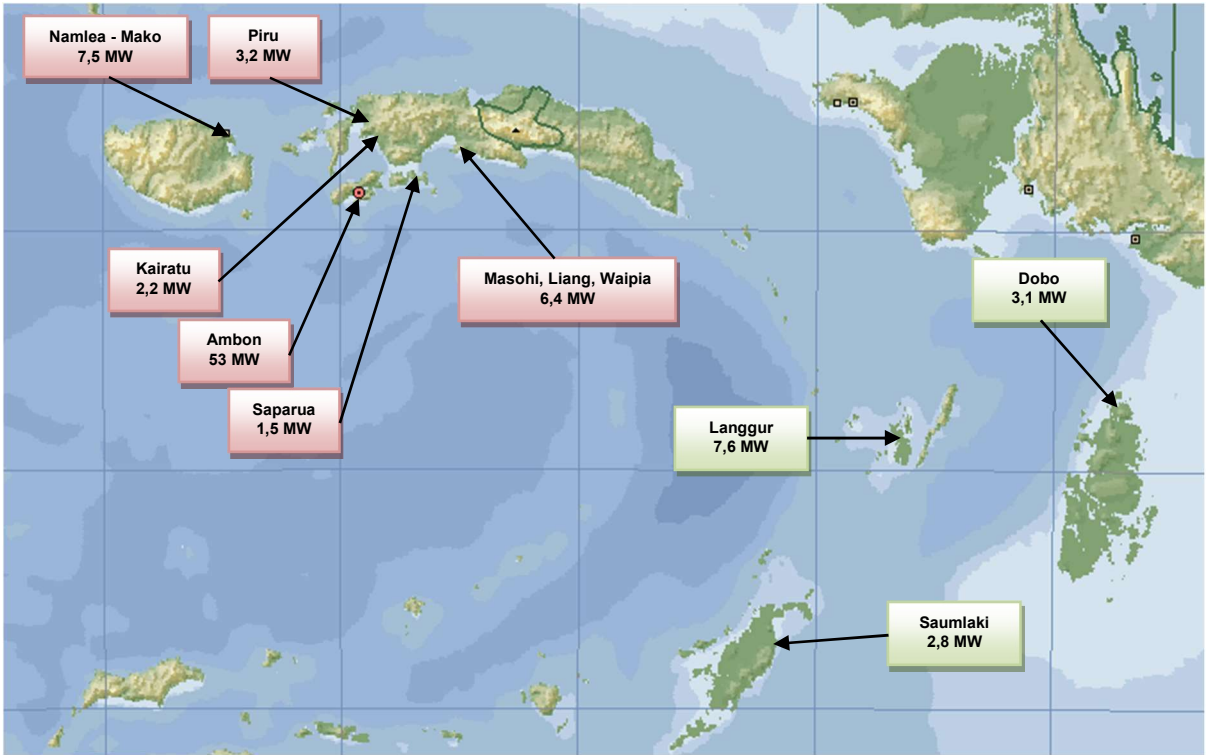 Namlea - Mako
7,5 MW
Piru
3,2 MW
Kairatu
2,2 MW
Masohi, Liang, Waipia
6,4 MW
Dobo
3,1 MW
Ambon
53 MW
Saparua
1,5 MW
Langgur
7,6 MW
Saumlaki
2,8 MW